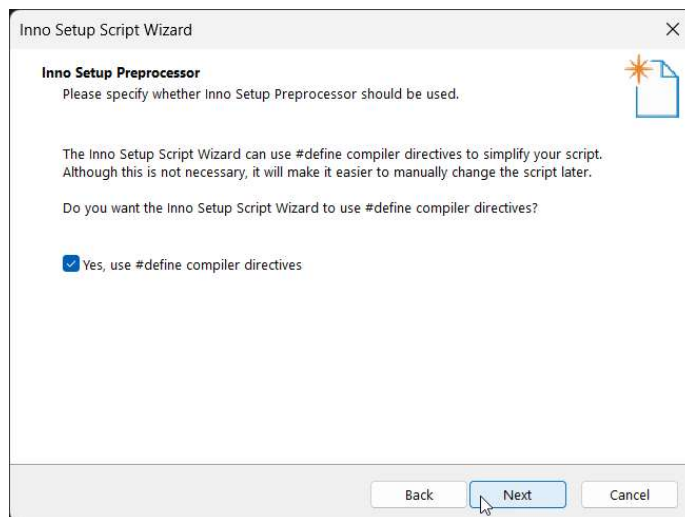 Inno Setup Script Wizard
Inno Setup Preprocessor
Please specify whether Inno Setup Preprocessor should be used.
The Inno Setup Script Wizard can use #define compiler directives to simplify your script.
Although this is not necessary, it will make it easier to manually change the script later.
Do you want the Inno Setup Script Wizard to use #define compiler directives?
Yes, use #define compiler directives
Back Next Cancel